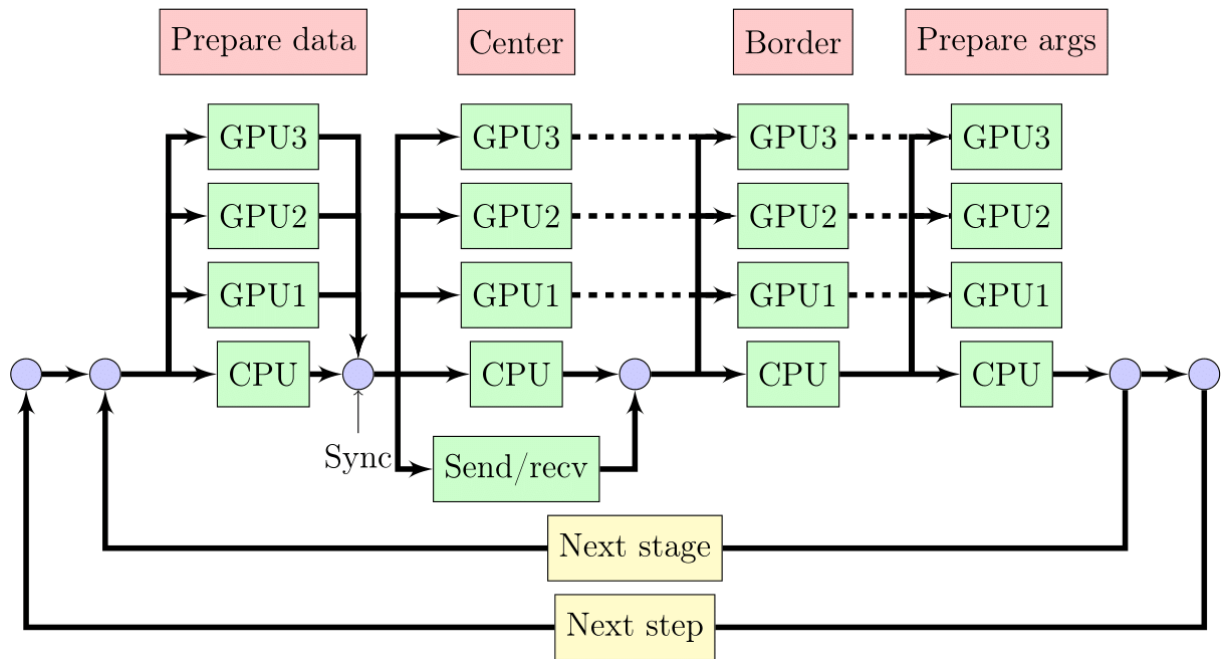 Prepare data
Center
Border
Prepare args
GPU3
GPU3
GPU3
GPU3
GPU2
GPU2
GPU2
GPU2
GPU1
GPU1
GPU1
GPU1
CPU
CPU
CPU
CPU
Sync
Send/recv
Next stage
Next step